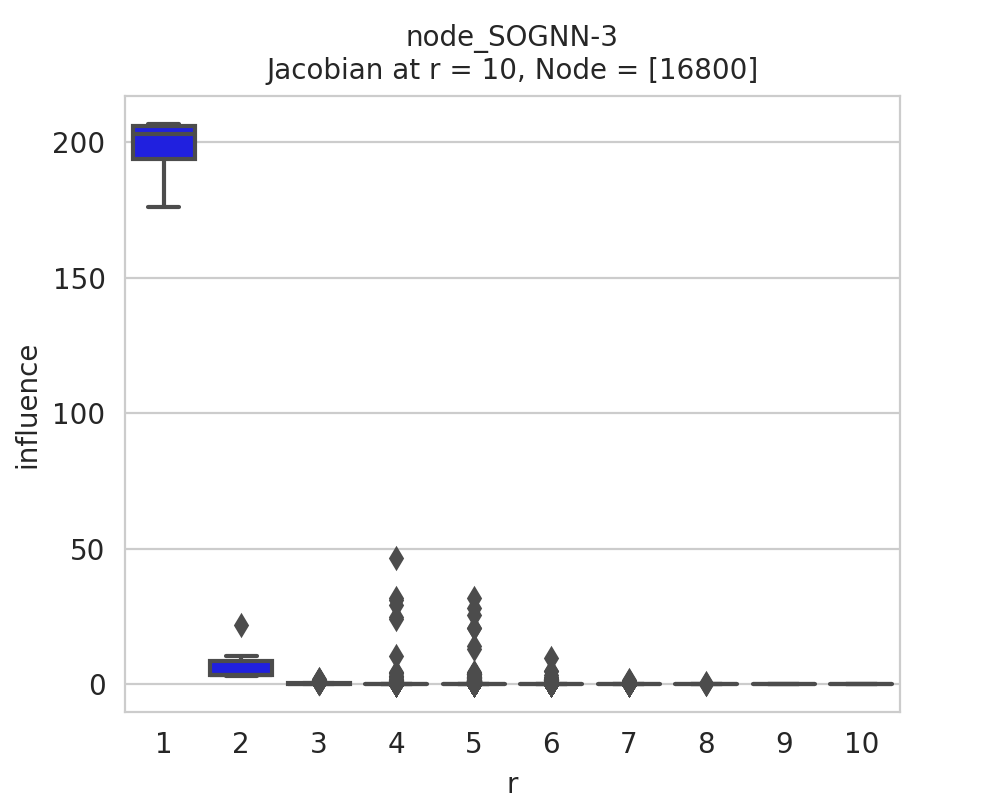 node_SOGNN-3
Jacobian at r = 10, Node = [16800]
200
150
100
50
0
influence
1 2 3 4 5 6 7 8 9 10
r